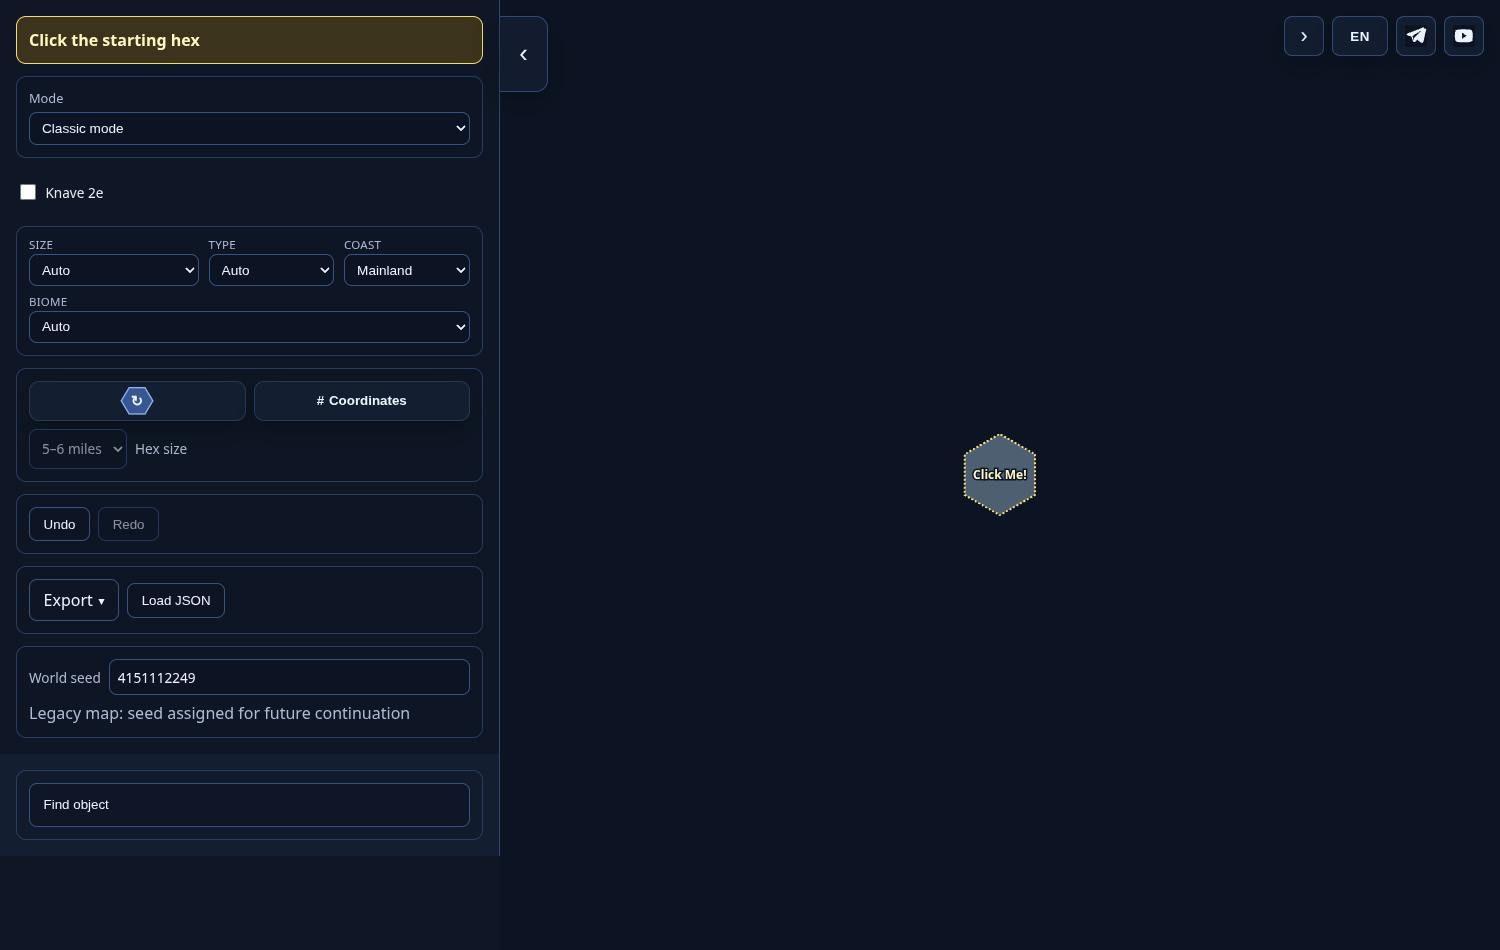 Click the starting hex
‹
› EN
Mode
Classic mode
Knave 2e
SIZE TYPE COAST
Auto Auto Mainland
BIOME
Auto
↻ # Coordinates
5–6 miles Hex size
Click Me!
Undo Redo
Export ▾ Load JSON
World seed 4151112249
Legacy map: seed assigned for future continuation
Find object